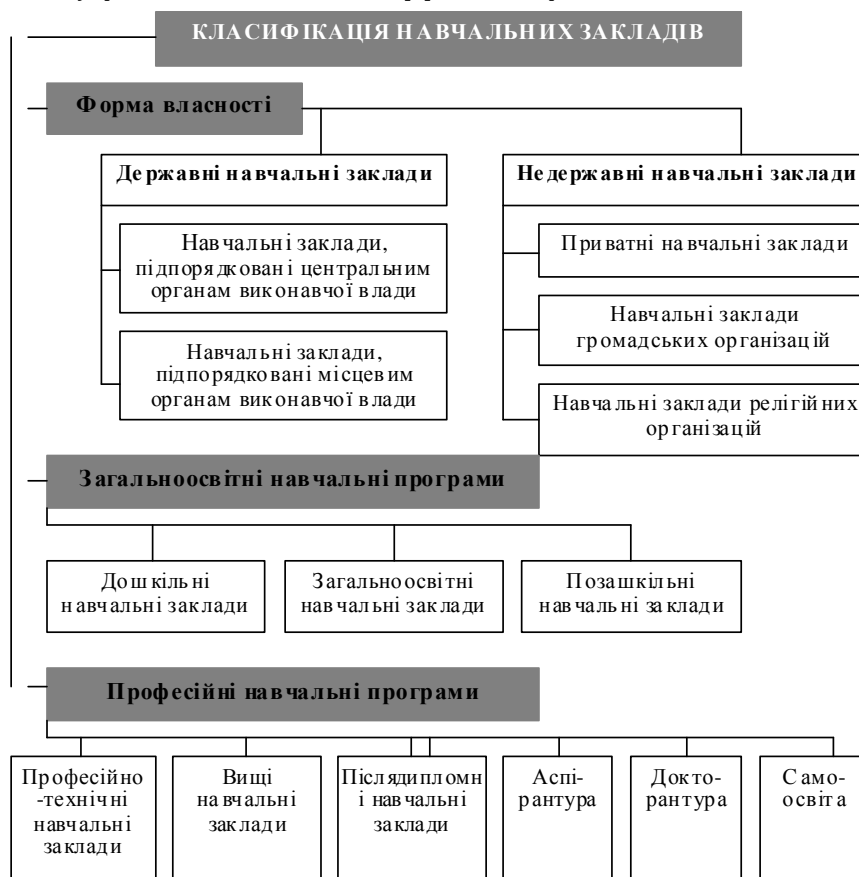 КЛАСИФІКАЦІЯ НАВЧАЛЬНИХ ЗАКЛАДІВ
Форма власності
Державні навчальні заклади
Недержавні навчальні заклади
Навчальні заклади,
підпорядковані центральним
органам виконавчої влади
Приватні навчальні заклади
Навчальні заклади
громадських організацій
Навчальні заклади,
підпорядковані місцевим
органам виконавчої влади
Навчальні заклади релігійних
організацій
Загальноосвітні навчальні програми
Дошкільні
навчальні заклади
Загальноосвітні
навчальні заклади
Позашкільні
навчальні заклади
Професійні навчальні програми
Професійно
-технічні
навчальні
заклади
Вищі
навчальні
заклади
Післядипломн
і навчальні
заклади
Аспі-
рантура
Докто-
рантура
Само-
освіта